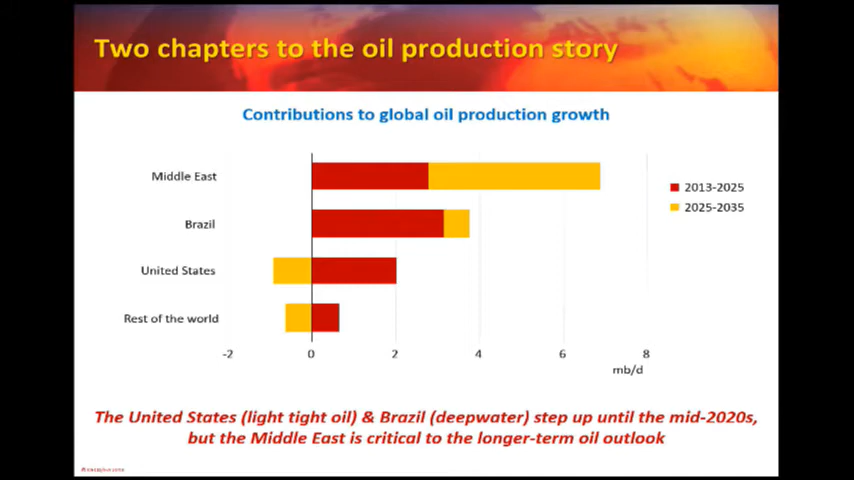 Two chapters to the oil production story
Contributions to global oil production growth
Middle East
Brazil
United States
Rest of the world
2013-2025
2025-2035
-2 0 2 4 6 8
mb/d
The United States (light tight oil) & Brazil (deepwater) step up until the mid-2020s,
but the Middle East is critical to the longer-term oil outlook